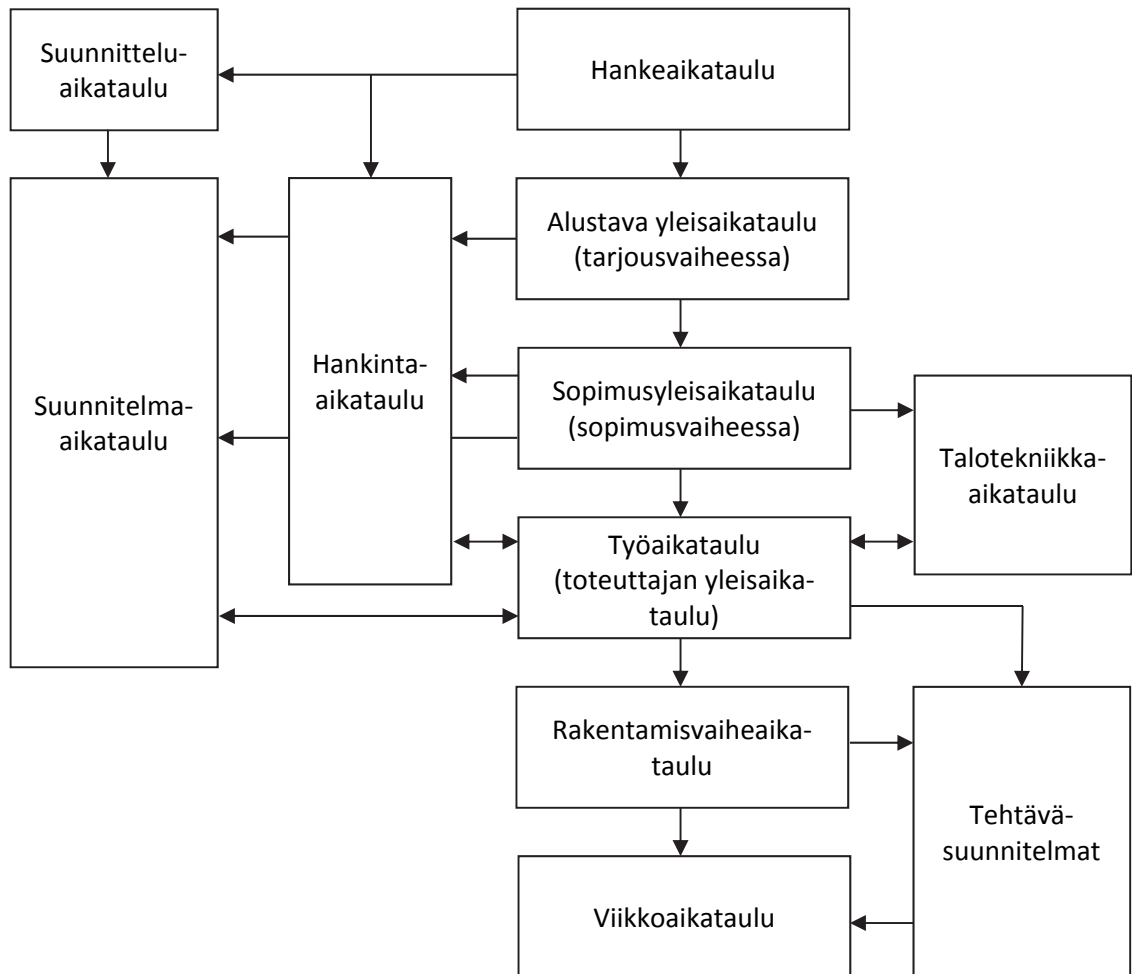 Suunnittelu-
aikataulu
Hankeaikataulu
Alustava yleisaikataulu
(tarjousvaiheessa)
Hankinta-
aikataulu
Suunnitelma-
aikataulu
Sopimusyleisaikataulu
(sopimusvaiheessa)
Talotekniikka-
aikataulu
Työaikataulu
(toteuttajan yleisaika-
taulu)
Rakentamisvaiheaika-
taulu
Tehtävä-
suunnitelmat
Viikkoaikataulu